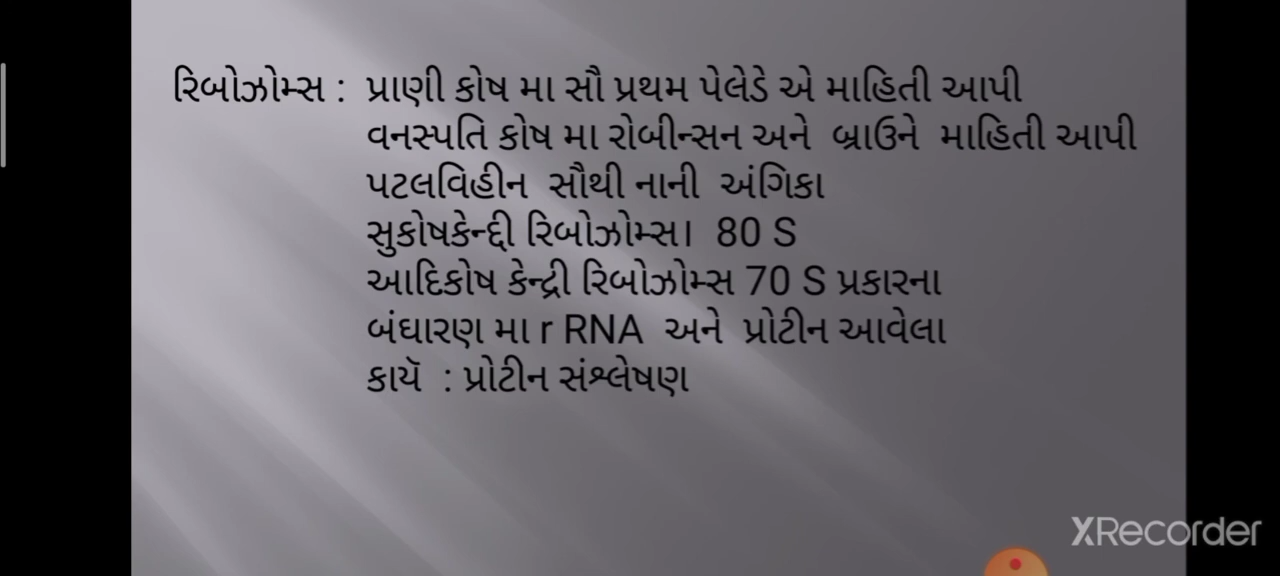 રિબોઝોમ્સ : પ્રાણી કોષ મા સૌ પ્રથમ પેલેડે એ માહિતી આપી
વનસ્પતિ કોષ મા રોબીન્સન અને બ્રાઉને માહિતી આપી
પટલવિહીન સૌથી નાની અંગિકા
સુકોષકેન્દ્દી રિબોઝોમ્સ। 80 S
આદિકોષ કેન્દ્રી રિબોઝોમ્સ 70 S પ્રકારના
બંઘારણ મા r RNA અને પ્રોટીન આવેલા
કાયૅ : પ્રોટીન સંશ્લેષણ
XRecorder